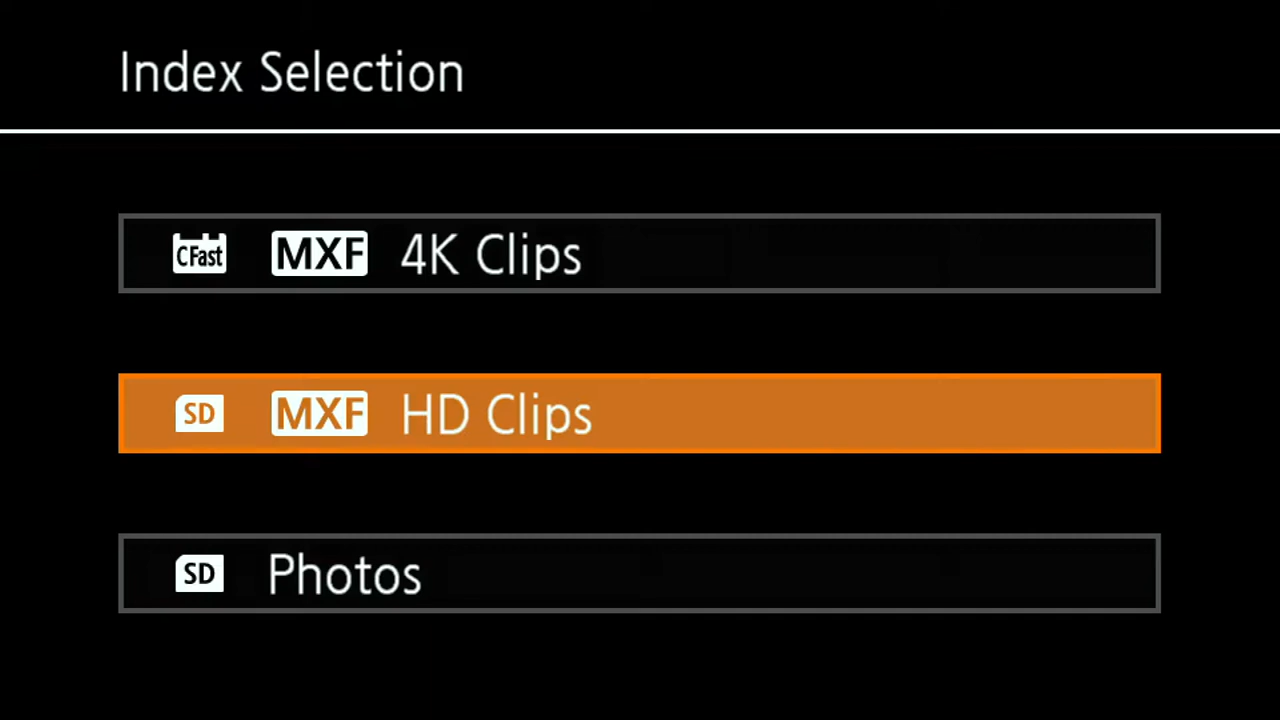 Index Selection
CFast MXF 4K Clips
SD MXF HD Clips
SD Photos